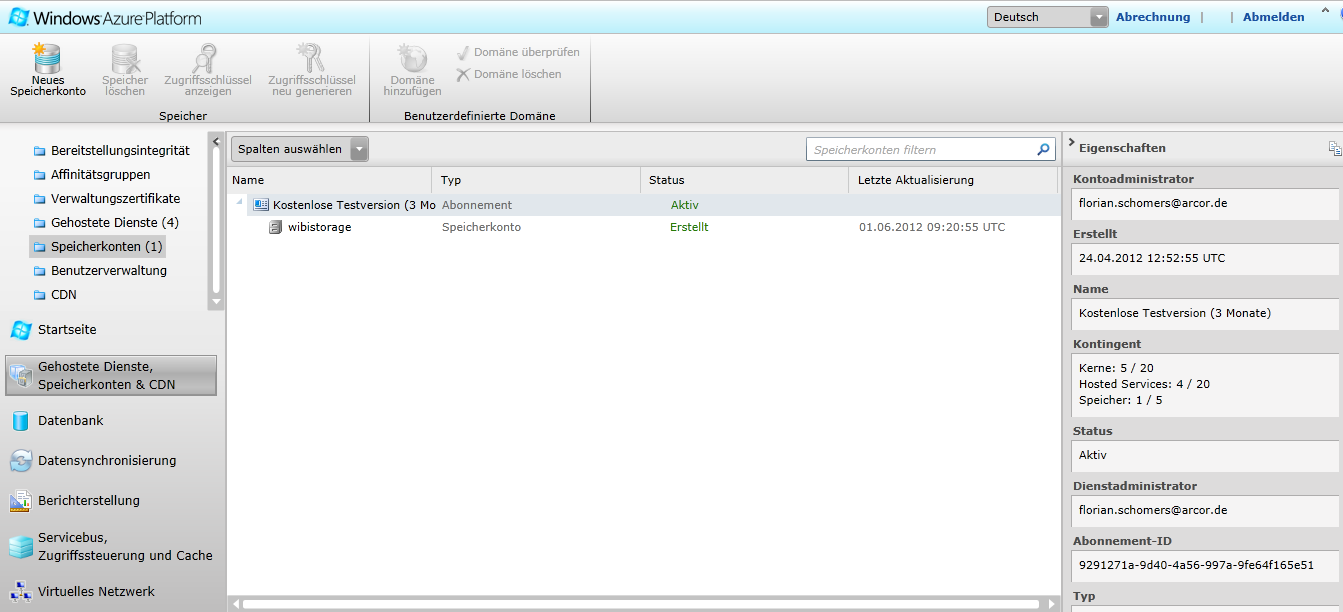 Windows Azure Platform
Deutsch
Abrechnung | | Abmelden
Neues Speicherkonto
Speicher löschen
Zugriffsschlüssel anzeigen
Zugriffsschlüssel neu generieren
Speicher
Domäne hinzufügen
Domäne überprüfen
Domäne löschen
Benutzerdefinierte Domäne
Bereitstellungsintegrität
Affinitätsgruppen
Verwaltungszertifikate
Gehostete Dienste (4)
Speicherkonten (1)
Benutzerverwaltung
CDN
Startseite
Gehostete Dienste,
Speicherkonten & CDN
Datenbank
Datensynchronisierung
Berichterstellung
Servicebus,
Zugriffssteuerung und Cache
Virtuelles Netzwerk
Spalten auswählen
Speicherkonten filtern
Name Typ Status Letzte Aktualisierung
Kostenlose Testversion (3 Mo Abonnement Aktiv
wibistorage Speicherkonto Erstellt 01.06.2012 09:20:55 UTC
Eigenschaften
Kontoadministrator
florian.schomers@arcor.de
Erstellt
24.04.2012 12:52:55 UTC
Name
Kostenlose Testversion (3 Monate)
Kontingent
Kerne: 5 / 20
Hosted Services: 4 / 20
Speicher: 1 / 5
Status
Aktiv
Dienstadministrator
florian.schomers@arcor.de
Abonnement-ID
9291271a-9d40-4a56-997a-9fe64f165e51
Typ